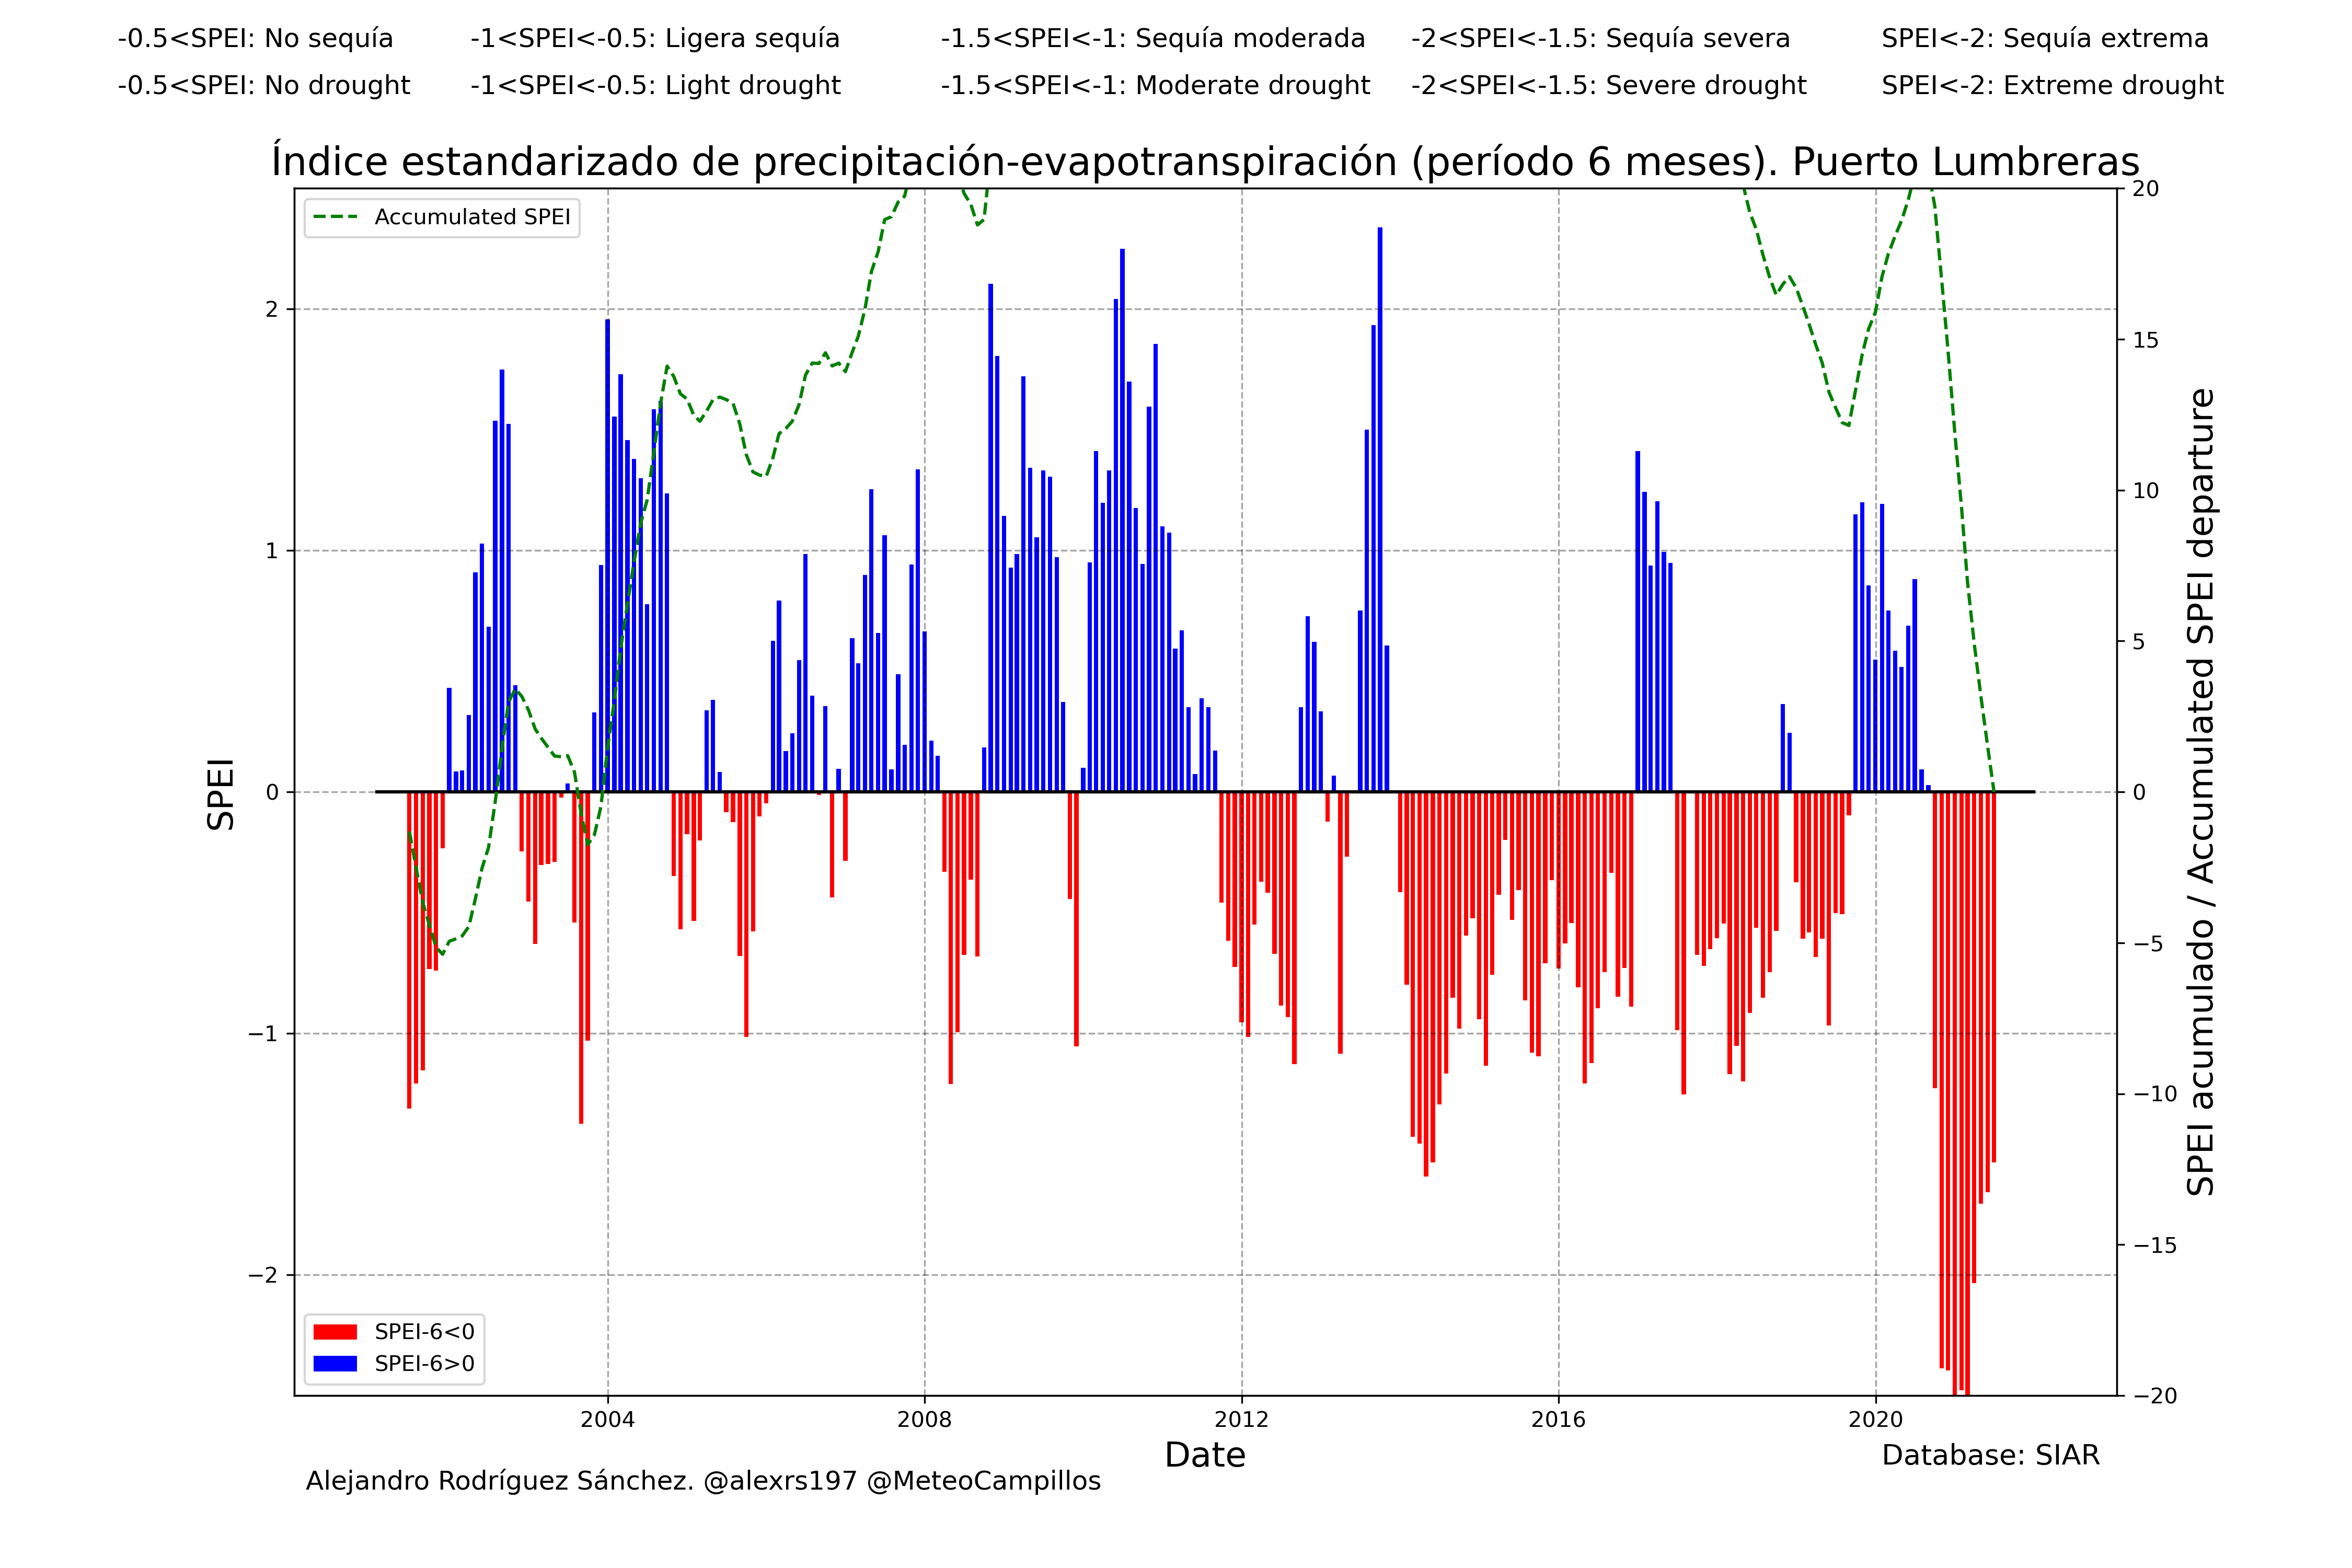 -0.5<SPEI: No sequía -1<SPEI<-0.5: Ligera sequía -1.5<SPEI<-1: Sequía moderada -2<SPEI<-1.5: Sequía severa SPEI<-2: Sequía extrema
-0.5<SPEI: No drought -1<SPEI<-0.5: Light drought -1.5<SPEI<-1: Moderate drought -2<SPEI<-1.5: Severe drought SPEI<-2: Extreme drought
Índice estandarizado de precipitación-evapotranspiración (período 6 meses). Puerto Lumbreras
Accumulated SPEI
SPEI
2
1
0
−1
−2
20
15
10
5
0
−5
−10
−15
−20
SPEI acumulado / Accumulated SPEI departure
SPEI-6<0
SPEI-6>0
2004 2008 2012 2016 2020
Date
Database: SIAR
Alejandro Rodríguez Sánchez. @alexrs197 @MeteoCampillos